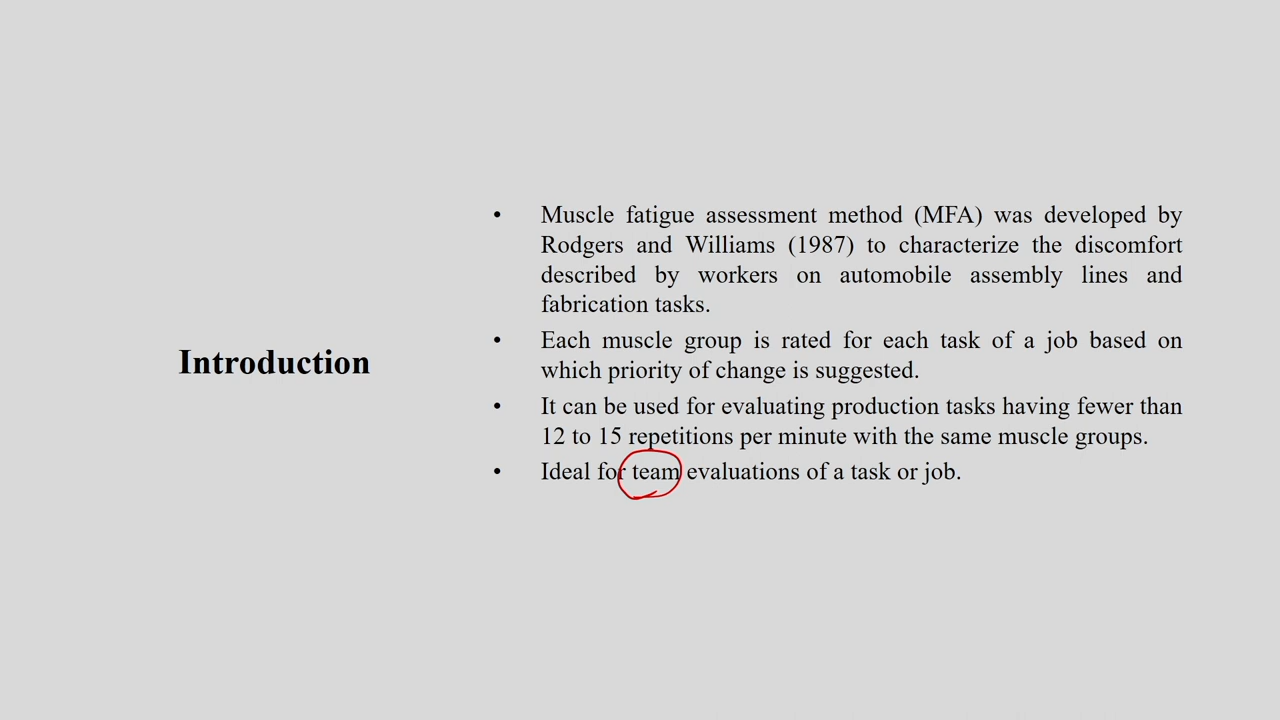 Introduction
• Muscle fatigue assessment method (MFA) was developed by
Rodgers and Williams (1987) to characterize the discomfort
described by workers on automobile assembly lines and
fabrication tasks.
• Each muscle group is rated for each task of a job based on
which priority of change is suggested.
• It can be used for evaluating production tasks having fewer than
12 to 15 repetitions per minute with the same muscle groups.
• Ideal for team evaluations of a task or job.